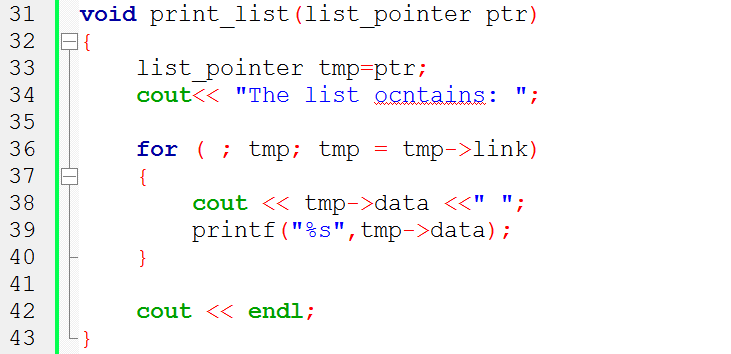 31 void print_list(list_pointer ptr)
32 {
33 list_pointer tmp=ptr;
34 cout<< "The list ocntains: ";
35
36 for ( ; tmp; tmp = tmp->link)
37 {
38 cout << tmp->data <<" ";
39 printf("%s",tmp->data);
40 }
41
42 cout << endl;
43 }